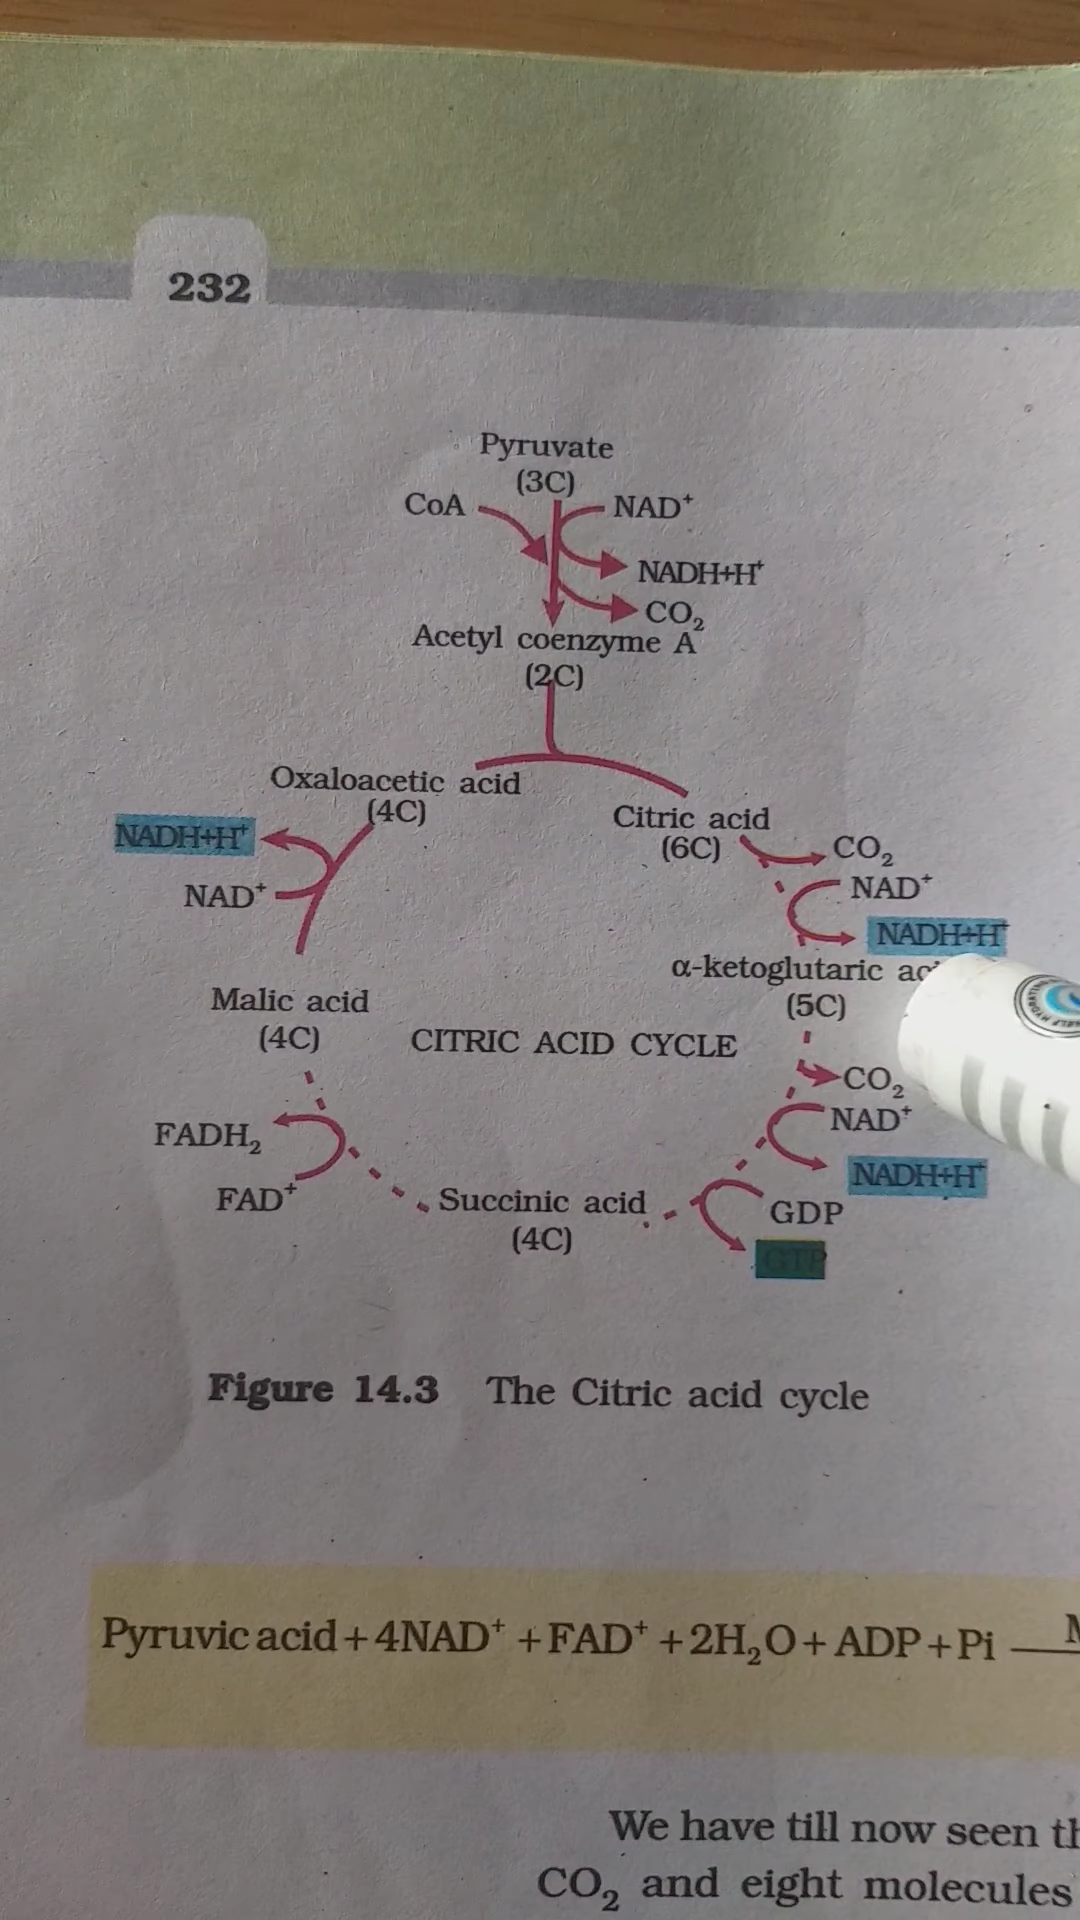 232
Pyruvate
(3C)
CoA
NAD⁺
NADH+H⁺
CO₂
Acetyl coenzyme A
(2C)
Oxaloacetic acid
(4C)
Citric acid
(6C)
NADH+H⁺
NAD⁺
CO₂
NAD⁺
NADH+H⁺
α-ketoglutaric
(5C)
Malic acid
(4C)
CITRIC ACID CYCLE
CO₂
NAD⁺
NADH+H⁺
FADH₂
FAD⁺
Succinic acid
(4C)
GDP
GTP
Figure 14.3 The Citric acid cycle
Pyruvic acid + 4NAD⁺ + FAD⁺ + 2H₂O + ADP + Pi
We have till now seen
CO₂ and eight molecules